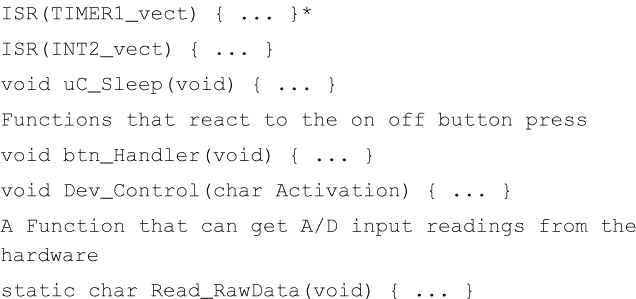 ISR(TIMER1_vect) { ... }*
ISR(INT2_vect) { ... }
void uC_Sleep(void) { ... }
Functions that react to the on off button press
void btn_Handler(void) { ... }
void Dev_Control(char Activation) { ... }
A Function that can get A/D input readings from the
hardware
static char Read_RawData(void) { ... }